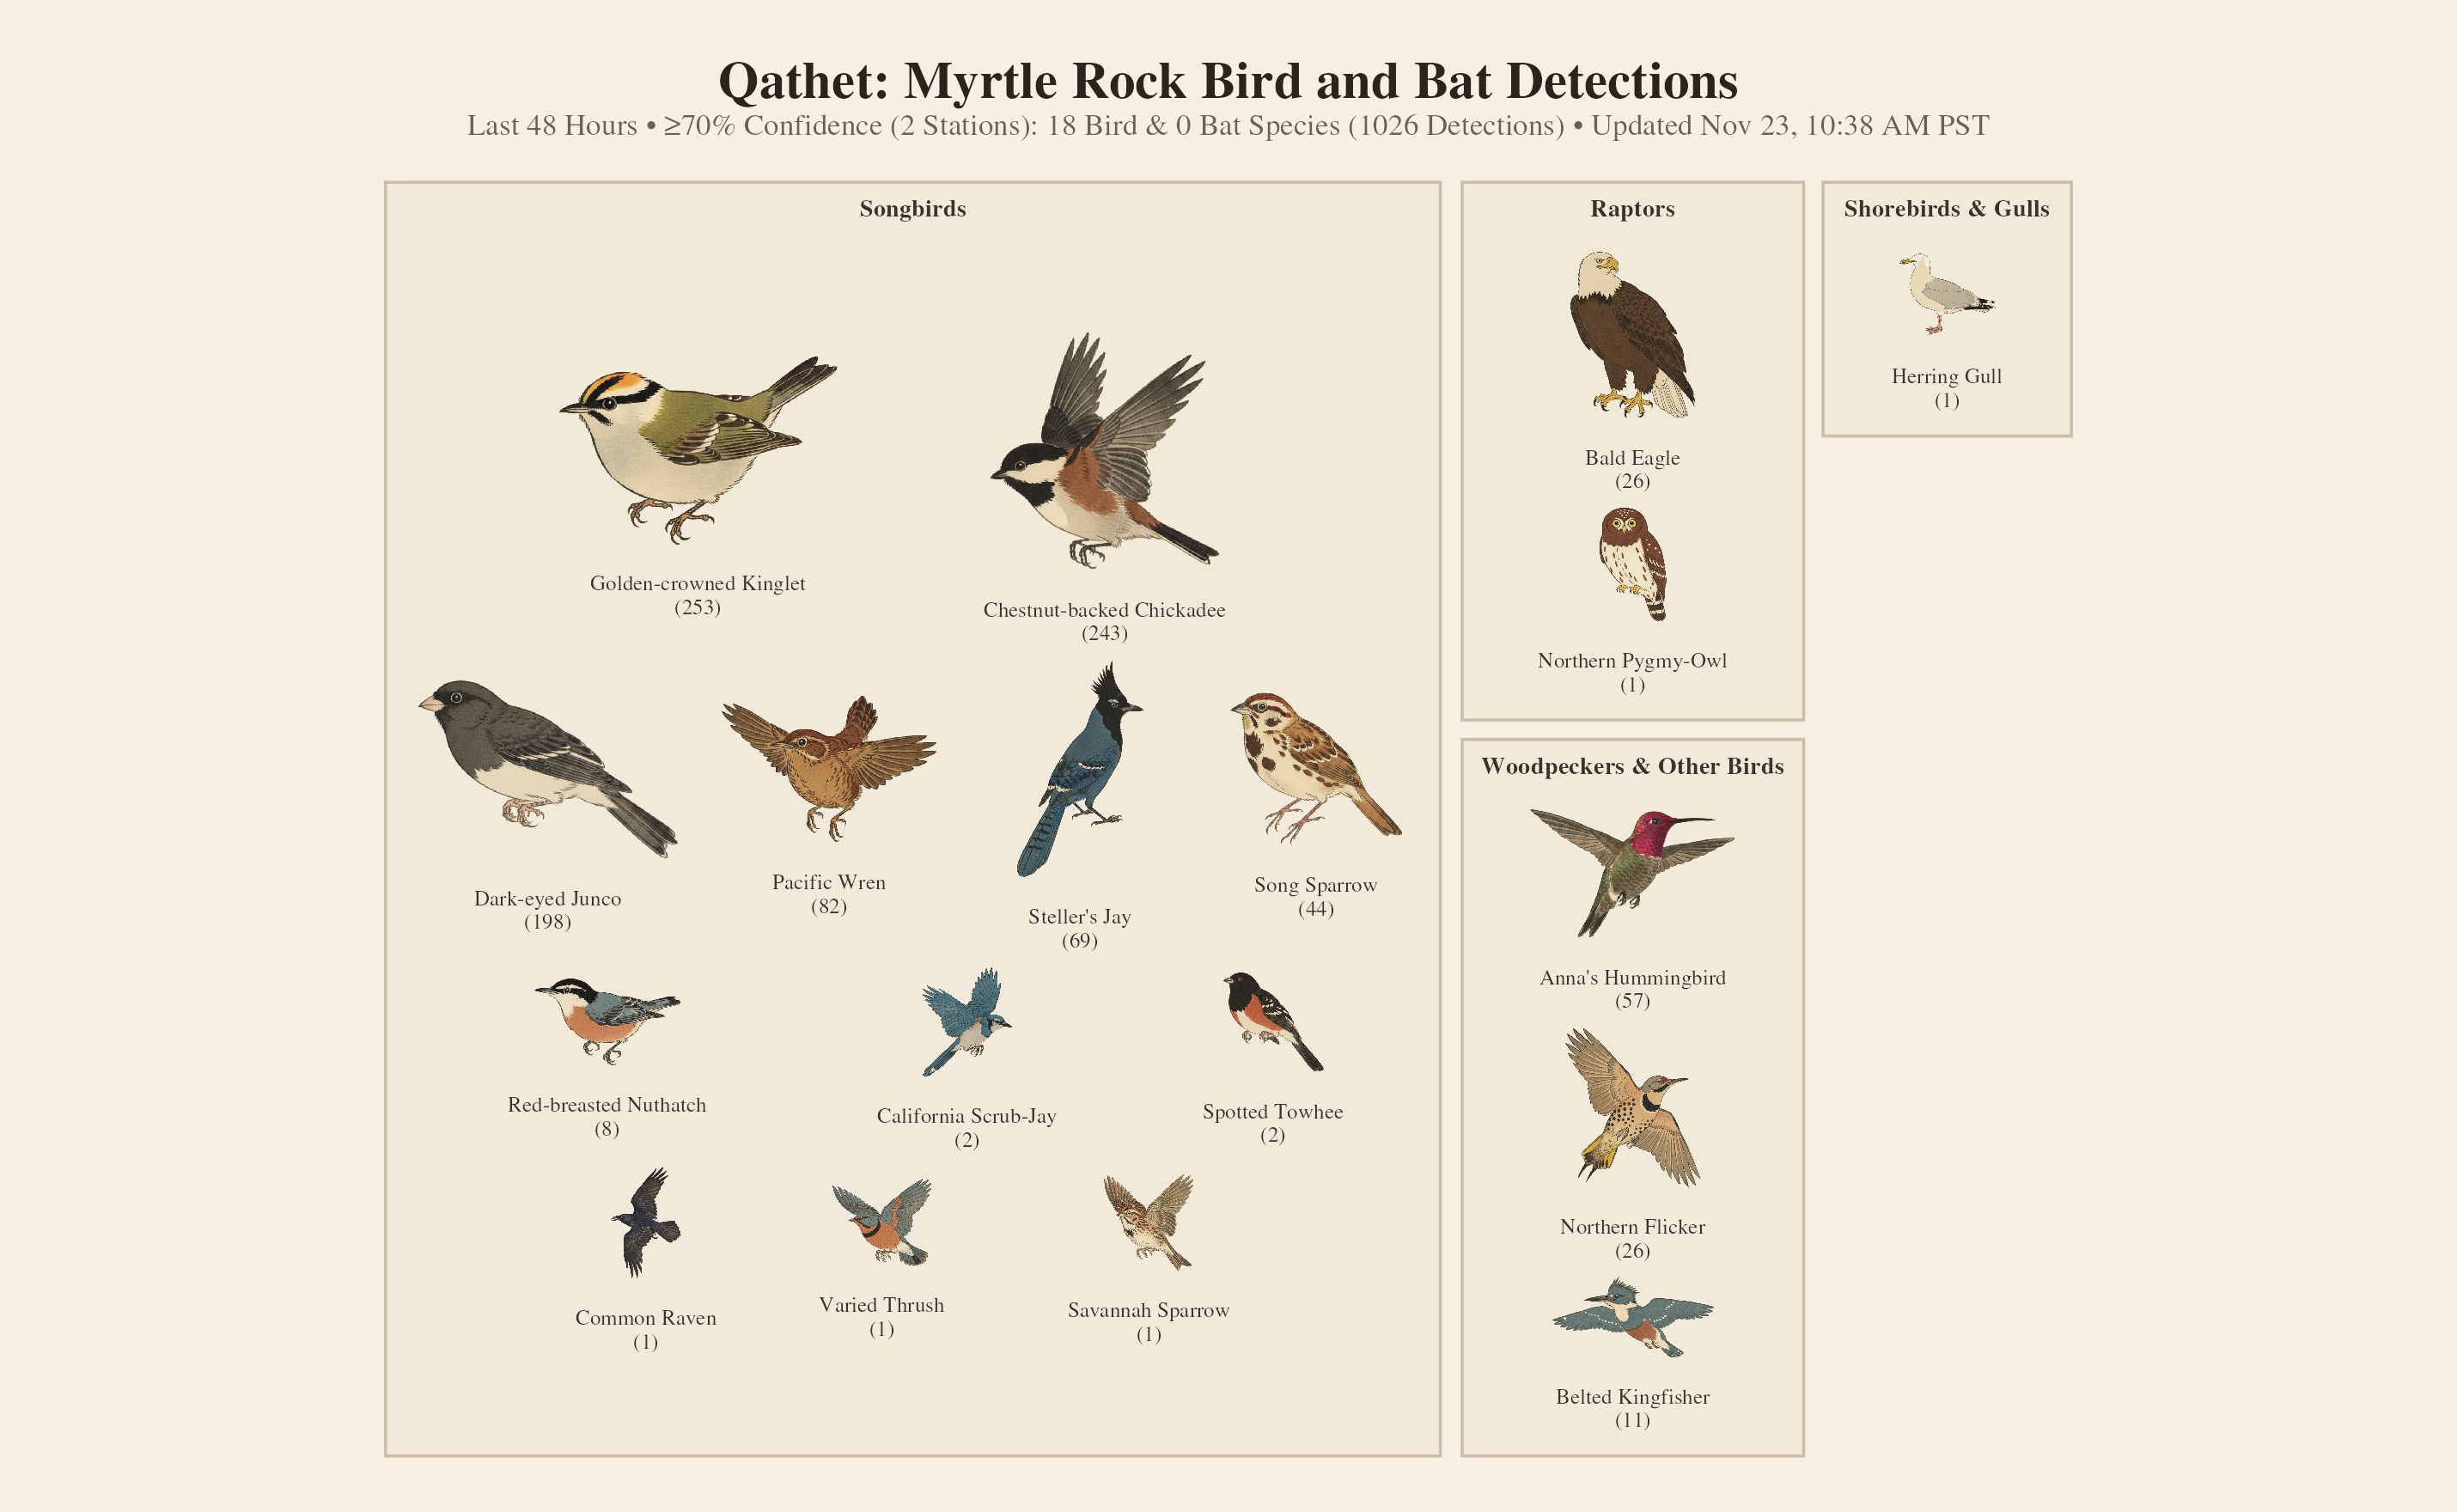 Qathet: Myrtle Rock Bird and Bat Detections
Last 48 Hours • ≥70% Confidence (2 Stations): 18 Bird & 0 Bat Species (1026 Detections) • Updated Nov 23, 10:38 AM PST
Songbirds
Golden-crowned Kinglet
(253)
Chestnut-backed Chickadee
(243)
Dark-eyed Junco
(198)
Pacific Wren
(82)
Steller's Jay
(69)
Song Sparrow
(44)
Red-breasted Nuthatch
(8)
California Scrub-Jay
(2)
Spotted Towhee
(2)
Common Raven
(1)
Varied Thrush
(1)
Savannah Sparrow
(1)
Raptors
Bald Eagle
(26)
Northern Pygmy-Owl
(1)
Woodpeckers & Other Birds
Anna's Hummingbird
(57)
Northern Flicker
(26)
Belted Kingfisher
(11)
Shorebirds & Gulls
Herring Gull
(1)